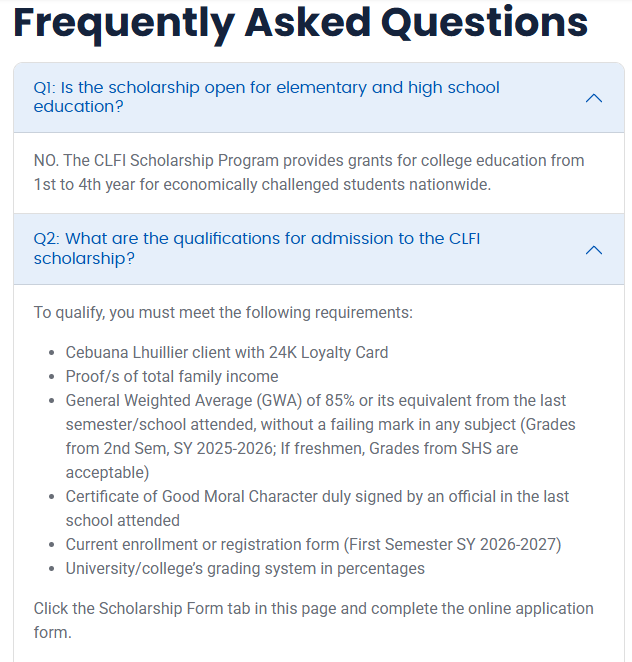 Frequently Asked Questions
Q1: Is the scholarship open for elementary and high school
education?
NO. The CLFI Scholarship Program provides grants for college education from
1st to 4th year for economically challenged students nationwide.
Q2: What are the qualifications for admission to the CLFI
scholarship?
To qualify, you must meet the following requirements:
• Cebuana Lhuillier client with 24K Loyalty Card
• Proof/s of total family income
• General Weighted Average (GWA) of 85% or its equivalent from the last
semester/school attended, without a failing mark in any subject (Grades
from 2nd Sem, SY 2025-2026; If freshmen, Grades from SHS are
acceptable)
• Certificate of Good Moral Character duly signed by an official in the last
school attended
• Current enrollment or registration form (First Semester SY 2026-2027)
• University/college’s grading system in percentages
Click the Scholarship Form tab in this page and complete the online application
form.